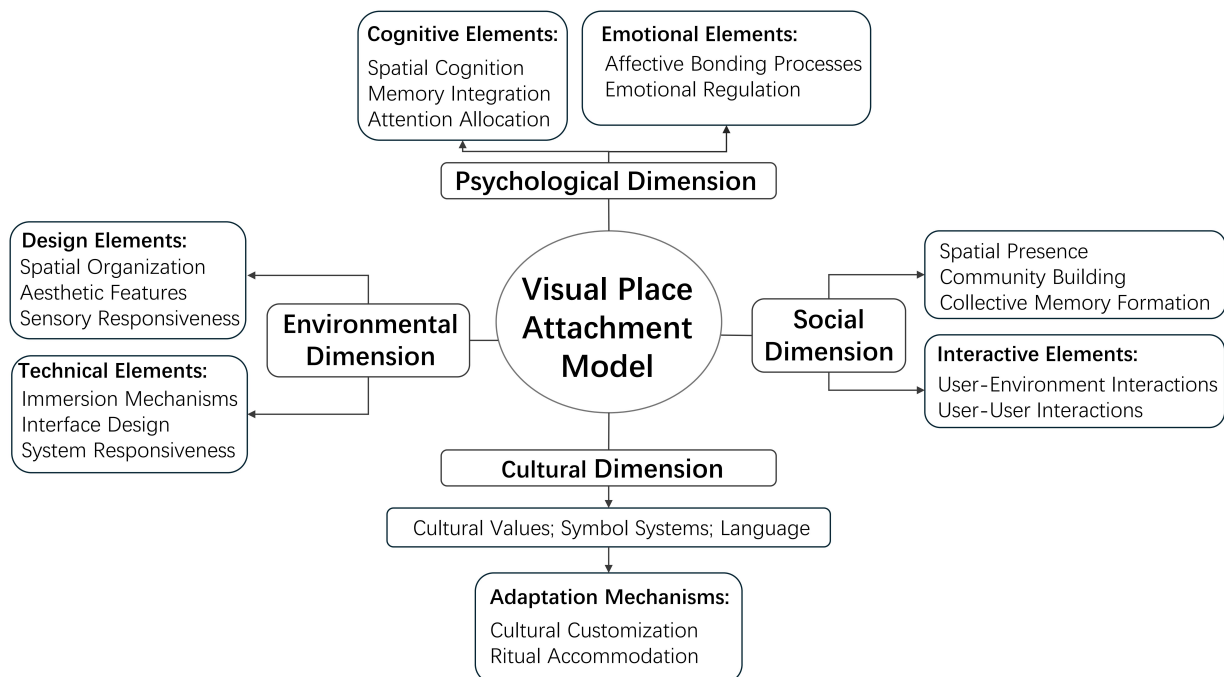 Cognitive Elements:
Spatial Cognition
Memory Integration
Attention Allocation
Emotional Elements:
Affective Bonding Processes
Emotional Regulation
Psychological Dimension
Design Elements:
Spatial Organization
Aesthetic Features
Sensory Responsiveness
Environmental
Dimension
Technical Elements:
Immersion Mechanisms
Interface Design
System Responsiveness
Visual Place
Attachment
Model
Social
Dimension
Spatial Presence
Community Building
Collective Memory Formation
Interactive Elements:
User-Environment Interactions
User-User Interactions
Cultural Dimension
Cultural Values; Symbol Systems; Language
Adaptation Mechanisms:
Cultural Customization
Ritual Accommodation